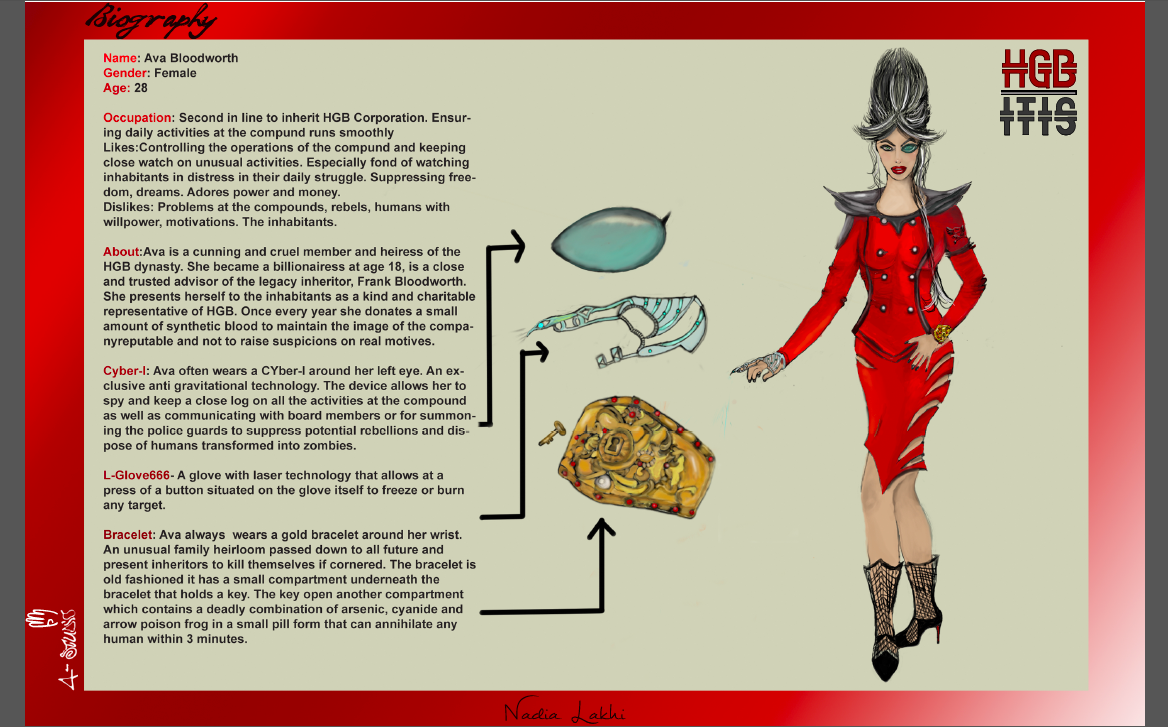 Biography
Name: Ava Bloodworth
Gender: Female
Age: 28
Occupation: Second in line to inherit HGB Corporation. Ensur-
ing daily activities at the compund runs smoothly
Likes:Controlling the operations of the compund and keeping
close watch on unusual activities. Especially fond of watching
inhabitants in distress in their daily struggle. Suppressing free-
dom, dreams. Adores power and money.
Dislikes: Problems at the compounds, rebels, humans with
willpower, motivations. The inhabitants.
About:Ava is a cunning and cruel member and heiress of the
HGB dynasty. She became a billionairess at age 18, is a close
and trusted advisor of the legacy inheritor, Frank Bloodworth.
She presents herself to the inhabitants as a kind and charitable
representative of HGB. Once every year she donates a small
amount of synthetic blood to maintain the image of the compa-
nyreputable and not to raise suspicions on real motives.
Cyber-I: Ava often wears a CYber-I around her left eye. An ex-
clusive anti gravitational technology. The device allows her to
spy and keep a close log on all the activities at the compound
as well as communicating with board members or for summon-
ing the police guards to suppress potential rebellions and dis-
pose of humans transformed into zombies.
L-Glove666- A glove with laser technology that allows at a
press of a button situated on the glove itself to freeze or burn
any target.
Bracelet: Ava always  wears a gold bracelet around her wrist.
An unusual family heirloom passed down to all future and
present inheritors to kill themselves if cornered. The bracelet is
old fashioned it has a small compartment underneath the
bracelet that holds a key. The key open another compartment
which contains a deadly combination of arsenic, cyanide and
arrow poison frog in a small pill form that can annihilate any
human within 3 minutes.
HGB
Nadia Lakhi